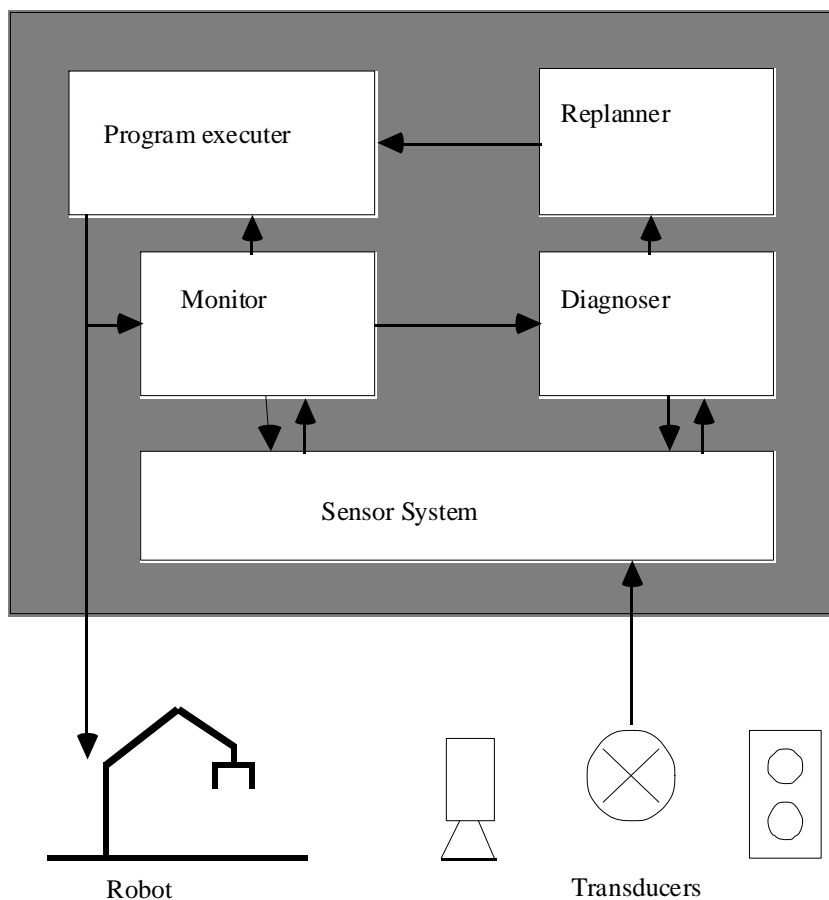 Program executer
Replanner
Monitor
Diagnoser
Sensor System
Robot
Transducers